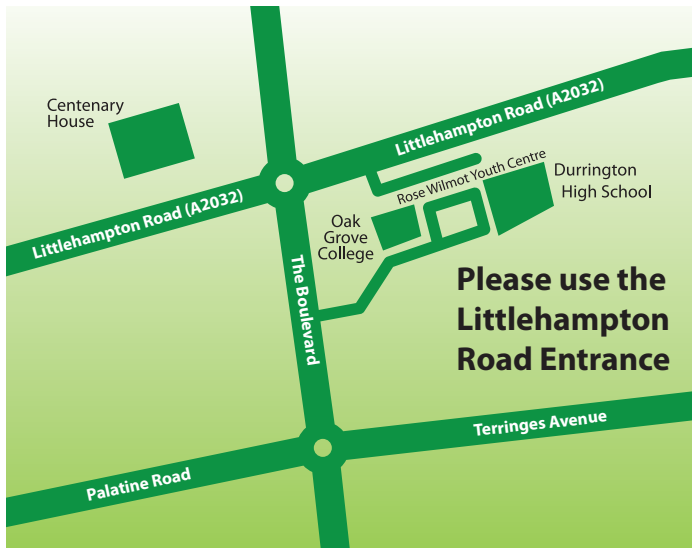 Centenary
House
Littlehampton Road (A2032)
Littlehampton Road (A2032)
Rose Wilmot Youth Centre
Durrington
High School
Oak
Grove
College
The Boulevard
Please use the
Littlehampton
Road Entrance
Terringes Avenue
Palatine Road